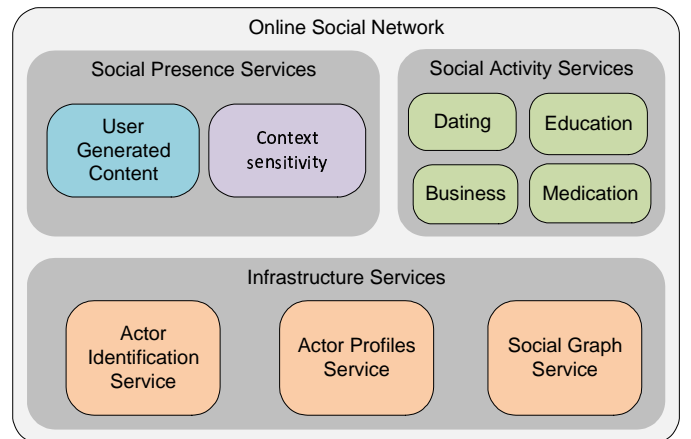 Online Social Network
Social Presence Services
User
Generated
Content
Context
sensitivity
Social Activity Services
Dating
Education
Business
Medication
Infrastructure Services
Actor
Identification
Service
Actor Profiles
Service
Social Graph
Service